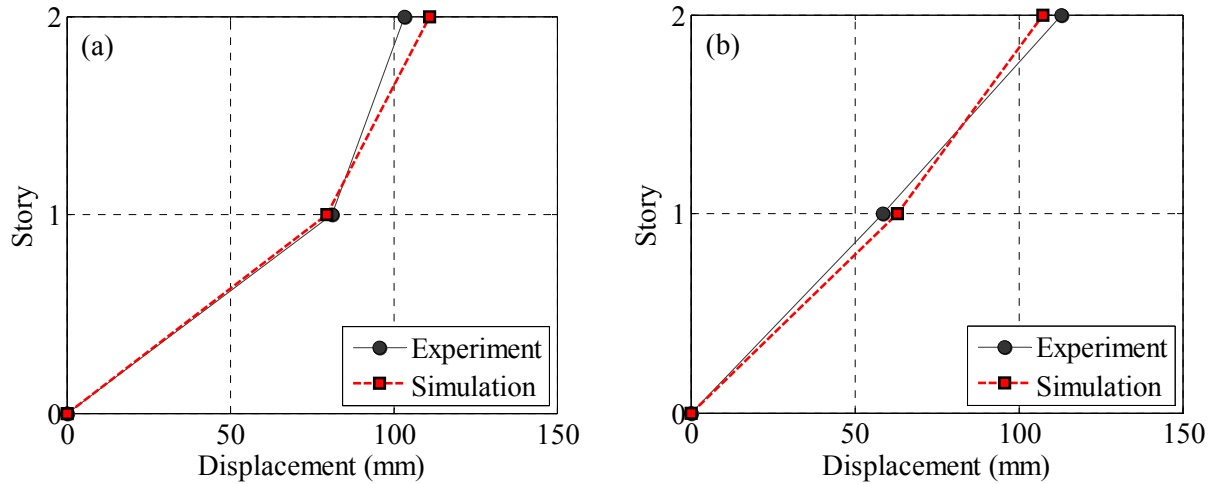 2
(a)
Story
1
Experiment
Simulation
0
0
50
100
150
Displacement (mm)
2
(b)
Story
1
Experiment
Simulation
0
0
50
100
150
Displacement (mm)